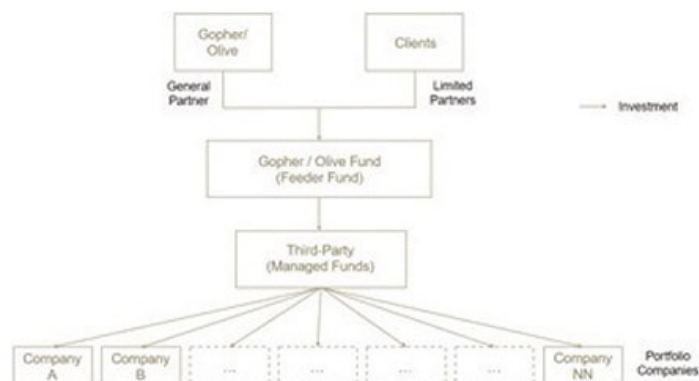 Gopher/
Olive
Clients
General
Partner
Limited
Partners
Investment
Gopher / Olive Fund
(Feeder Fund)
Third-Party
(Managed Funds)
Company
A
Company
B
...
...
...
...
Company
NN
Portfolio
Companies